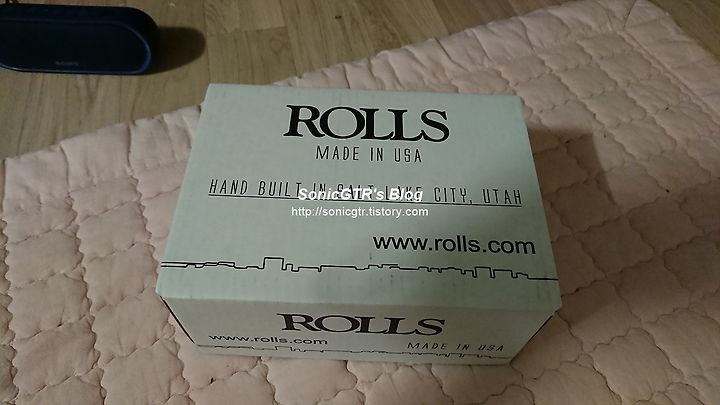 SONY
ROLLS
MADE IN USA
HAND BUILT IN SALT LAKE CITY, UTAH
SonicGTR's Blog
http://sonicgtr.tistory.com
www.rolls.com
ROLLS
www.rolls.com
MADE IN USA